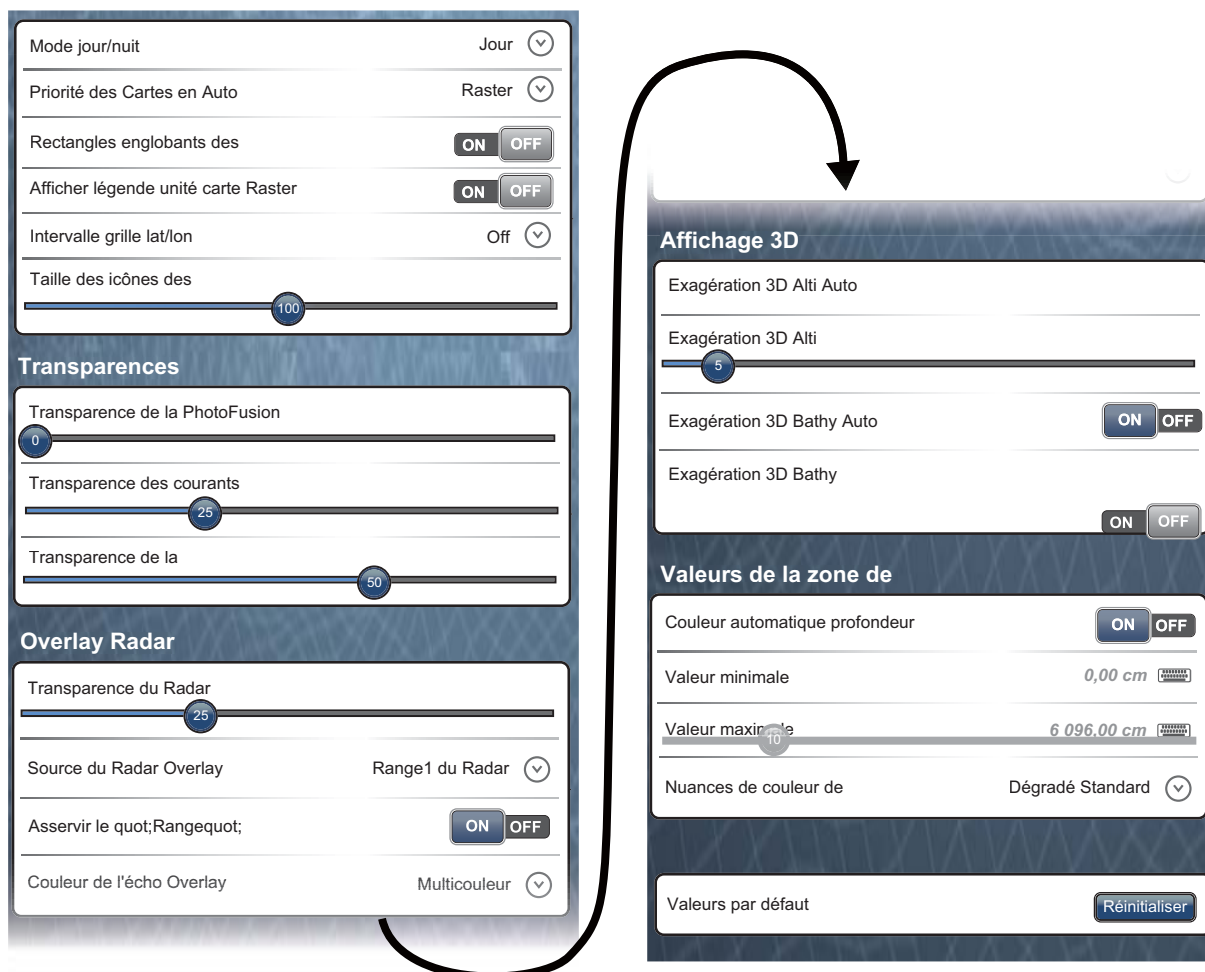 Mode jour/nuit Jour
Priorité des Cartes en Auto Raster
Rectangles englobants des ON OFF
Afficher légende unité carte Raster ON OFF
Intervalle grille lat/lon Off
Taille des icônes des
100
Transparences
Transparence de la PhotoFusion
0
Transparence des courants
25
Transparence de la
50
Overlay Radar
Transparence du Radar
25
Source du Radar Overlay Range1 du Radar
Asservir le quot;Rangequot; ON OFF
Couleur de l'écho Overlay Multicouleur
Affichage 3D
Exagération 3D Alti Auto
Exagération 3D Alti
5
Exagération 3D Bathy Auto ON OFF
Exagération 3D Bathy
ON OFF
Valeurs de la zone de
Couleur automatique profondeur ON OFF
Valeur minimale 0,00 cm
Valeur maximale 6 096,00 cm
10
Nuances de couleur de Dégradé Standard
Valeurs par défaut Réinitialiser